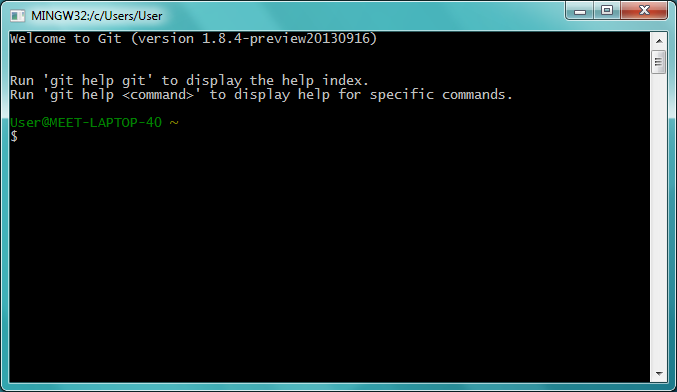 MINGW32:/c/Users/User
Welcome to Git (version 1.8.4-preview20130916)
Run 'git help git' to display the help index.
Run 'git help <command>' to display help for specific commands.
User@MEET-LAPTOP-40 ~
$